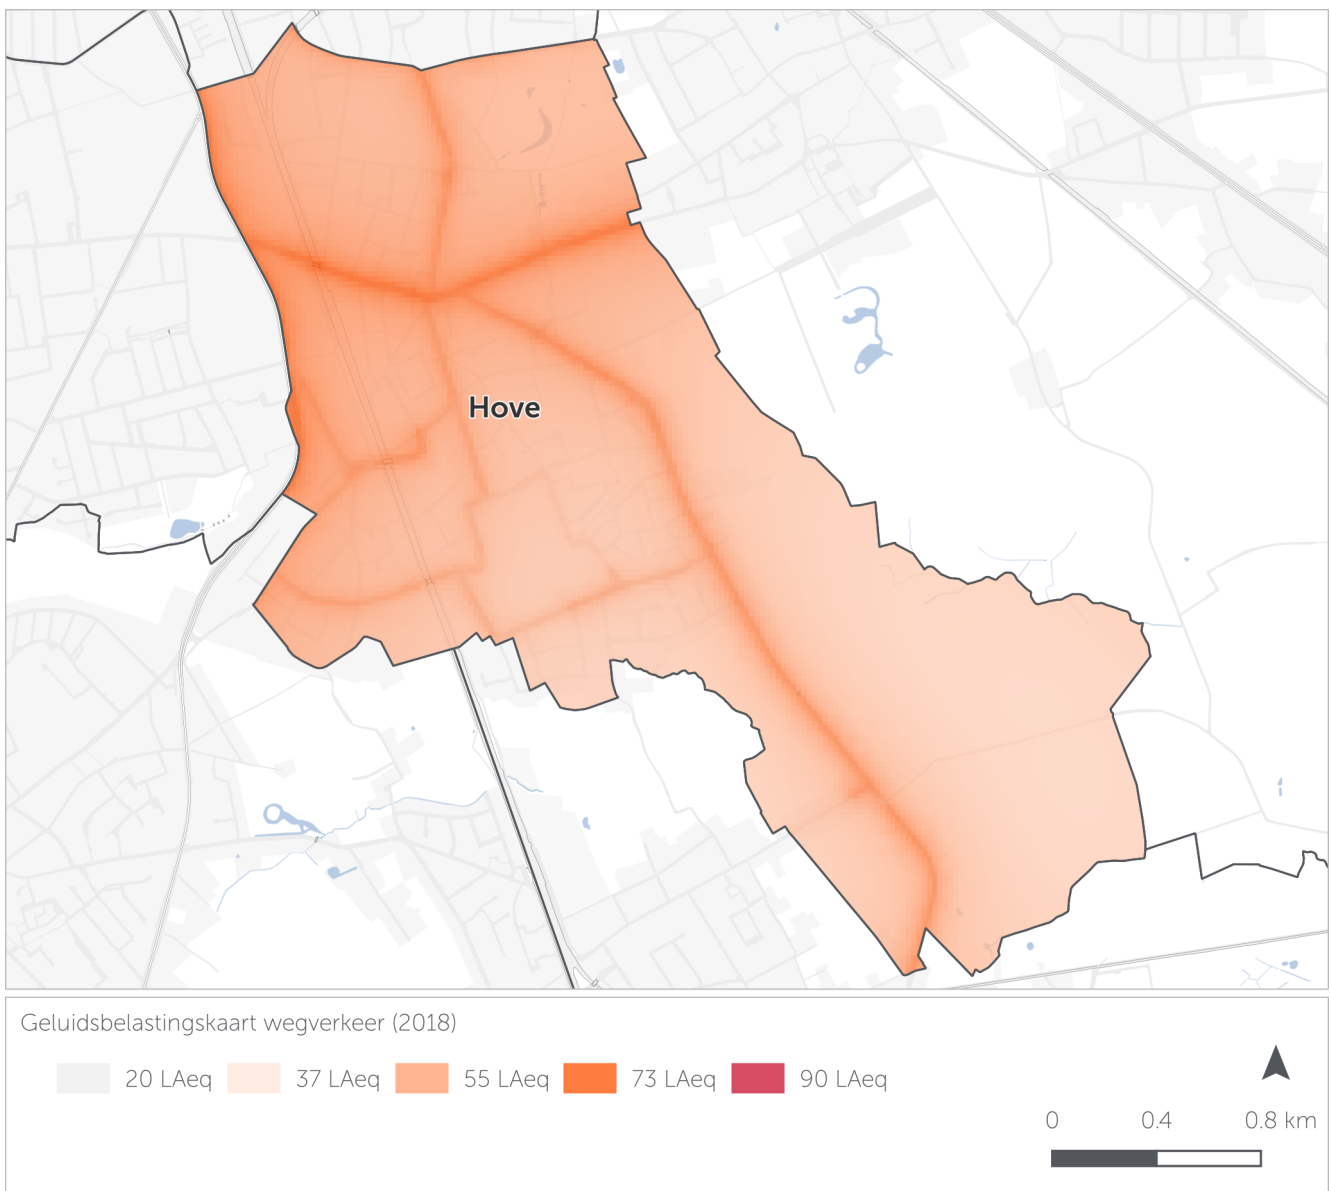 Hove
Geluidsbelastingskaart wegverkeer (2018)
20 LAeq 37 LAeq 55 LAeq 73 LAeq 90 LAeq
0 0.4 0.8 km